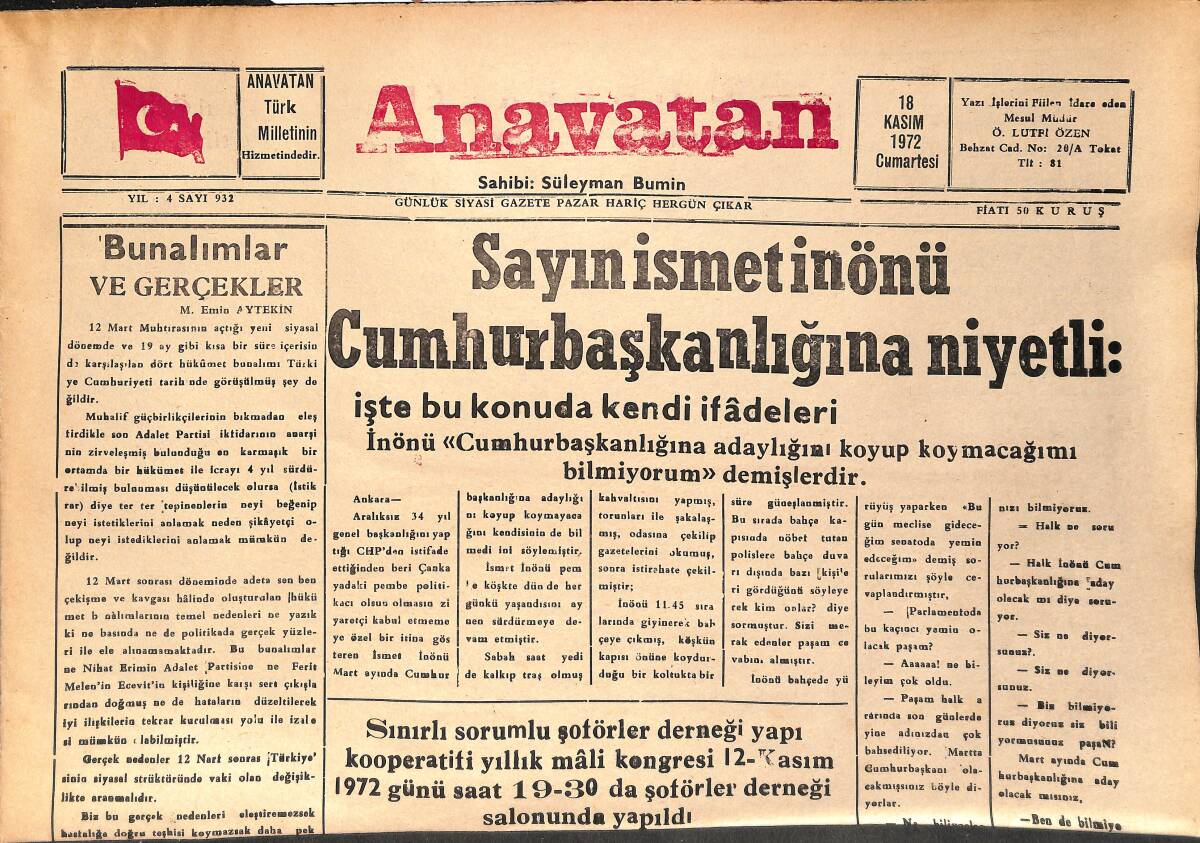 ANAVATAN
Türk
Milletinin
Hizmetindedir.
Anavatan
Sahibi: Süleyman Bumin
18
KASIM
1972
Cumartesi
Yazı İşlerini Fiilen İdare eden
Mesul Müdür
Ö. LUTFİ ÖZEN
Behzat Cad. No: 20/A Tokat
Tlf : 81
YIL : 4 SAYI 932
GÜNLÜK SİYASİ GAZETE PAZAR HARİÇ HERGÜN ÇIKAR
FİATI 50 KURUŞ
Bunalımlar
VE GERÇEKLER
M. Emin AYTEKİN
12 Mart Muhtırasının açtığı yeni siyasal
dönemde ve 19 ay gibi kısa bir süre içerisin
de karşılaşılan dört hükûmet bunalımı Türki
ye Cumhuriyeti tarihinde görüşülmüş şey de
ğildir.
Muhalif güçbirlikçilerinin bıkmadan eleş
tirdikle son Adalet Partisi iktidarının anarşi
nin zirveleşmiş bulunduğu en karmaşık bir
ortamda bir hükümet ile icrayı 4 yıl sürdü
rebilmiş bulunması düşünülecek olursa (İstik
rar) diye ter ter tepinenlerin neyi beğenip
neyi istetiklerini anlamak neden şikâyetçi o-
lup neyi istediklerini anlamak mümkün de-
ğildir.
12 Mart sonrası döneminde adeta sen ben
çekişme ve kavgası hâlinde oluşturalan hükü
met bunalımlarının temel nedenleri ne yazık
ki ne basında ne de politikada gerçek yüzle-
ri ile ele alınamamaktadır. Bu bunalımlar
ne Nihat Erimin Adalet Partisine ne Ferit
Melen'in Ecevit'in kişiliğine karşı sert çıkışla
rından doğmuş ne de hataların düzeltilerek
iyi ilişkilerin tekrar kurulması yolu ile izale
si mümkün olabilmiştir.
Gerçek nedenler 12 Nart sonrası Türkiye'
sinin siyasal strüktüründe vaki olan değişik-
likte aranmalıdır.
Biz bu gerçek nedenleri eleştiremezsek
hastalığa doğru teşhisi koymazsak daha pek
Sayın ismet inönü
Cumhurbaşkanlığına niyetli:
işte bu konuda kendi ifâdeleri
İnönü «Cumhurbaşkanlığına adaylığını koyup koymacağımı
bilmiyorum» demişlerdir.
Ankara—
Aralıksız 34 yıl
genel başkanlığını yap
tığı CHP'den istifade
ettiğinden beri Çanka
yadaki pembe politi-
kacı olsun olmasın zi
yaretçi kabul etmeme
ye özel bir itina gös
teren İsmet İnönü
Mart ayında Cumhur
başkanlığına adaylığı
nı koyup koymayaca
ğını kendisinin de bil
medi ini söylemiştir.
İsmet İnönü pem
e köşkte dün de her
günkü yaşandısını ay
nen sürdürmeye de-
vam etmiştir.
Sabah saat yedi
de kalkıp traş olmuş
kahvaltısını yapmış,
torunları ile şakalaş-
mış, odasına çekilip
gazetelerini okumuş,
sonra istirahate çekil-
miştir;
İnönü 11.45 sıra
larında giyinerek bah
çeye çıkmış, köşkün
kapısı önüne koydur-
duğu bir koltukta bir
süre güneşlanmıştir.
Bu sırada bahçe ka-
pısında nöbet tutan
polislere bahçe duva
rı dışında bazı kişile
ri gördüğünü söyleye
rek kim onlar? diye
sormuştur. Sizi me-
rak edenler paşam ce
vabını almıştır.
İnönü bahçede yü
rüyüş yaparken «Bu
gün meclise gidece-
ğim senatoda yemin
edeceğim» demiş so-
rularımızı şöyle ce-
vaplandırmıştır,
— Parlamentoda
bu kaçıncı yemin o-
lacak paşam?
— Aaaaaa! ne bi-
leyim çok oldu.
— Paşam halk a
rarında son günlerde
yine adınızdan çok
bahsediliyor. Martta
Cumhurbaşkanı ola-
cakmışsınız böyle di-
yorlar.
— Ne bilirler
nızı bilmiyoruz.
— Halk ne soru
yor?
— Halk İnönü Cum
hurbaşkanlığına aday
olacak mı diye soru-
yor.
— Siz ne diyor-
sunuz?
— Siz ne diyor-
sunuz.
— Biz bilmiyo-
ruz diyoruz siz bili
yormusunuz paşaN?
Mart ayında Cum
hurbaşkanlığına aday
olacak mısınız,
—Ben de bilmiye
Sınırlı sorumlu şoförler derneği yapı
kooperatifi yıllık mâli kongresi 12-Kasım
1972 günü saat 19-30 da şoförler derneği
salonunda yapıldı